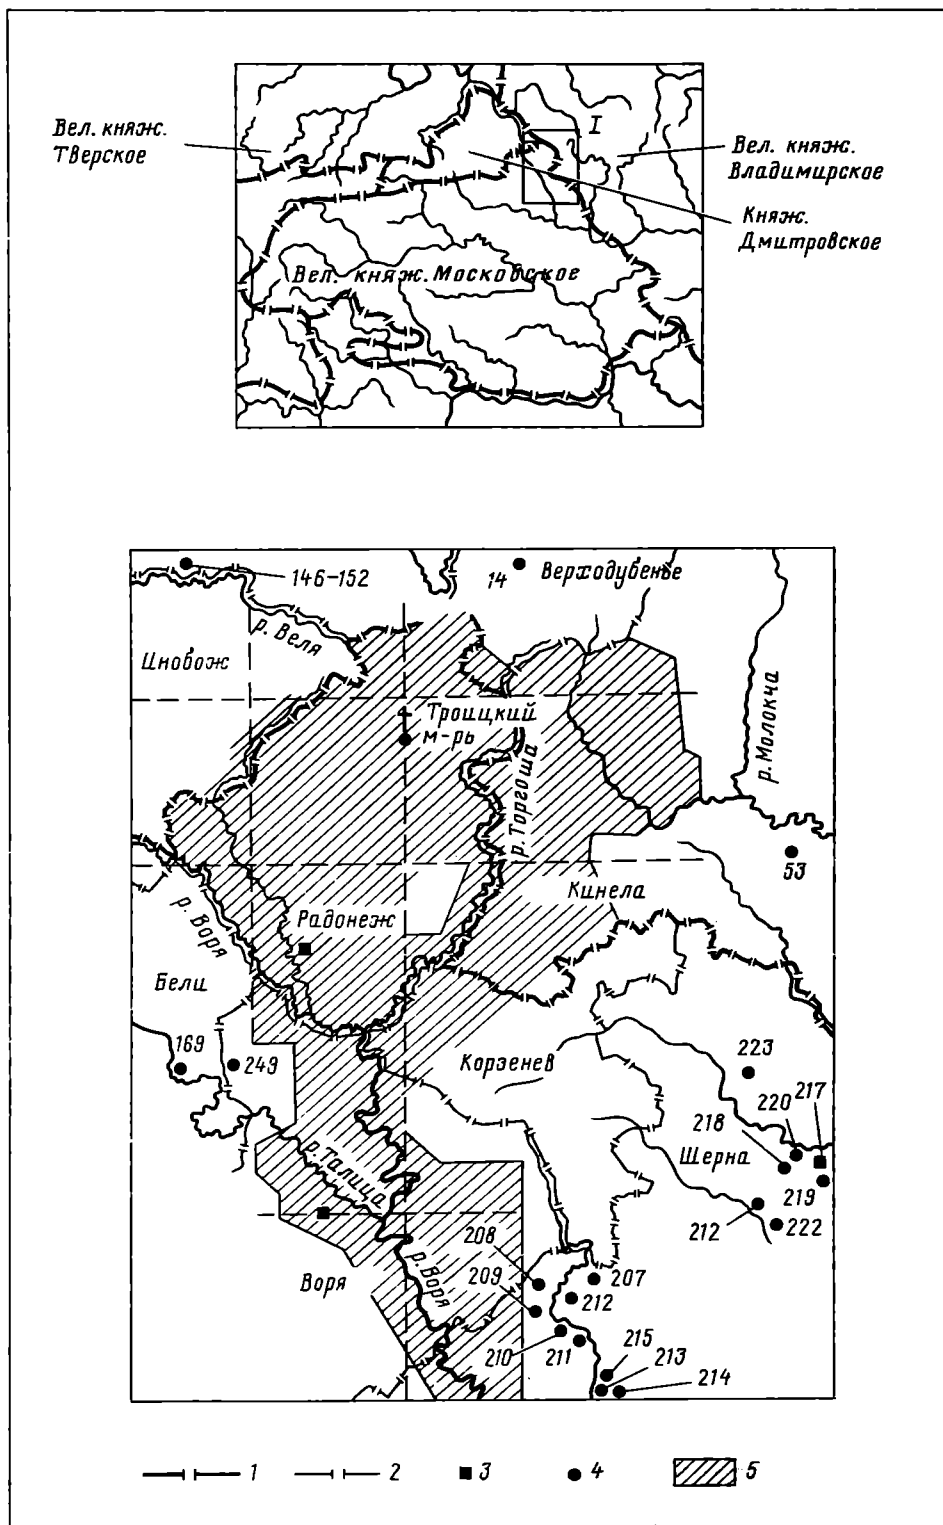 Вел. княж.
Тверское
I
Вел. княж.
Владимирское
Княж.
Дмитровское
Вел. княж. Московское
146–152
14
Верходубенье
р. Веля
Инобож
Троицкий
м-рь
р. Молокча
р. Торгоша
53
Кинела
Радонеж
р. Воря
Бели
169
249
Корзенев
223
217
220
218
Шерна
р. Талица
219
212
222
208
207
Воря
р. Воря
209
212
210
211
215
213
214
1
2
3
4
5